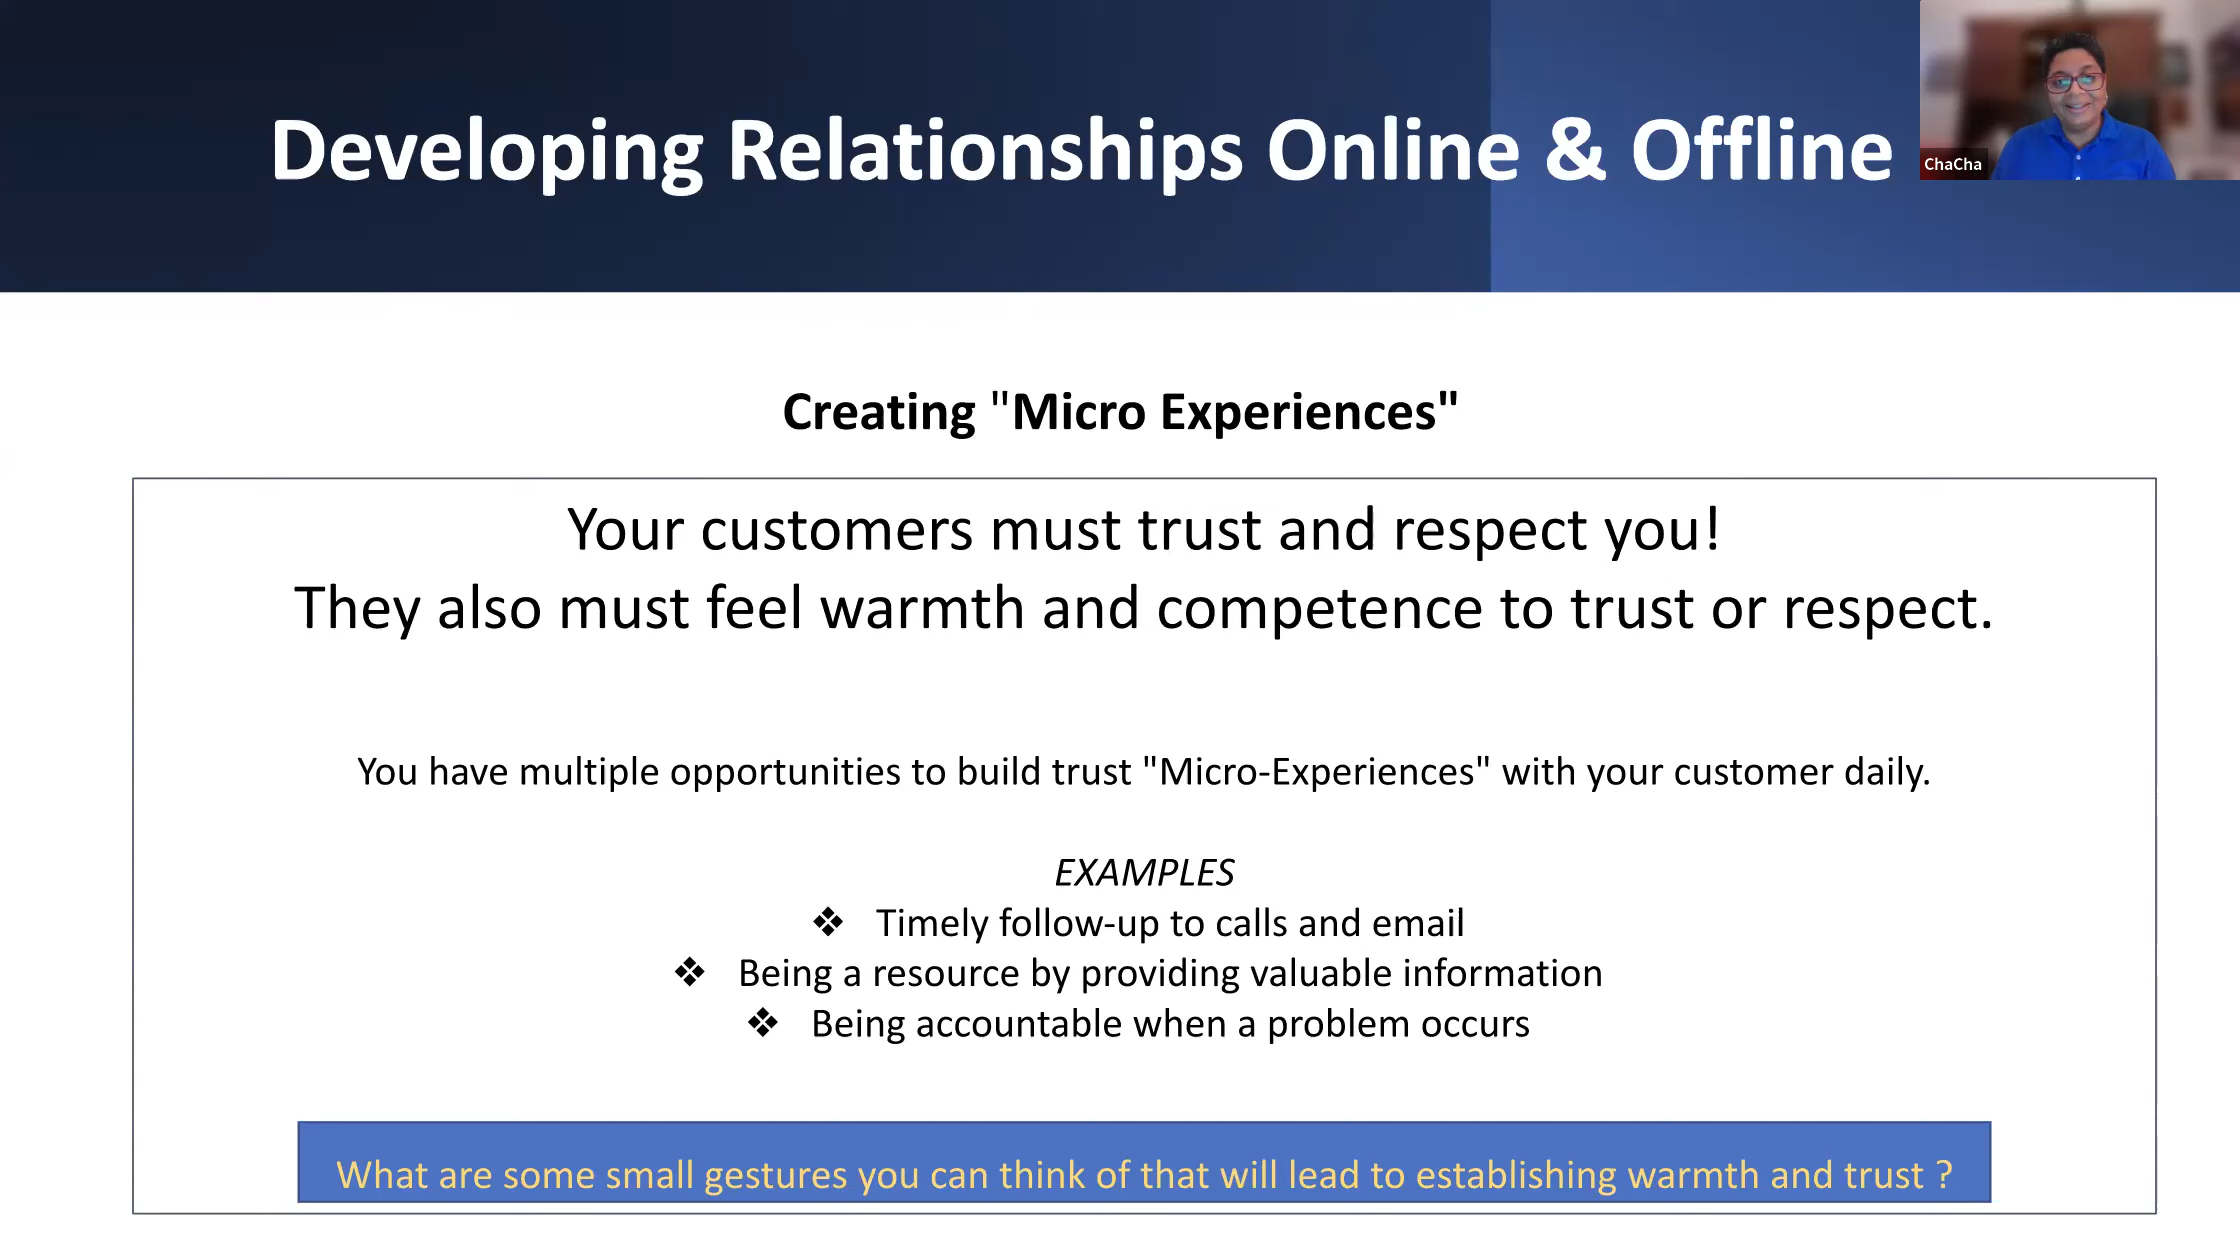 Developing Relationships Online & Offline
ChaCha
Creating "Micro Experiences"
Your customers must trust and respect you!
They also must feel warmth and competence to trust or respect.
You have multiple opportunities to build trust "Micro-Experiences" with your customer daily.
EXAMPLES
❖ Timely follow-up to calls and email
❖ Being a resource by providing valuable information
❖ Being accountable when a problem occurs
What are some small gestures you can think of that will lead to establishing warmth and trust ?